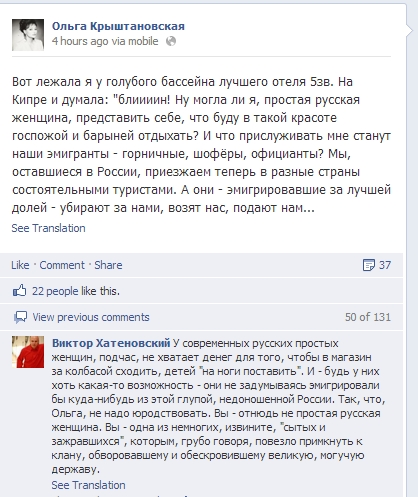 Ольга Крыштановская
4 hours ago via mobile
Вот лежала я у голубого бассейна лучшего отеля 5зв. На
Кипре и думала: "блиииин! Ну могла ли я, простая русская
женщина, представить себе, что буду в такой красоте
госпожой и барыней отдыхать? И что прислуживать мне станут
наши эмигранты - горничные, шофёры, официанты? Мы,
оставшиеся в России, приезжаем теперь в разные страны
состоятельными туристами. А они - эмигрировавшие за лучшей
долей - убирают за нами, возят нас, подают нам...
See Translation
Like · Comment · Share 37
22 people like this.
View previous comments 50 of 131
Виктор Хатеновский У современных русских простых
женщин, подчас, не хватает денег для того, чтобы в магазин
за колбасой сходить, детей "на ноги поставить". И - будь у них
хоть какая-то возможность - они не задумываясь эмигрировали
бы куда-нибудь из этой глупой, недоношенной России. Так, что,
Ольга, не надо юродствовать. Вы - отнюдь не простая русская
женщина. Вы - одна из немногих, извините, "сытых и
зажравшихся", которым, грубо говоря, повезло примкнуть к
клану, обворовавшему и обескровившему великую, могучую
державу.
See Translation